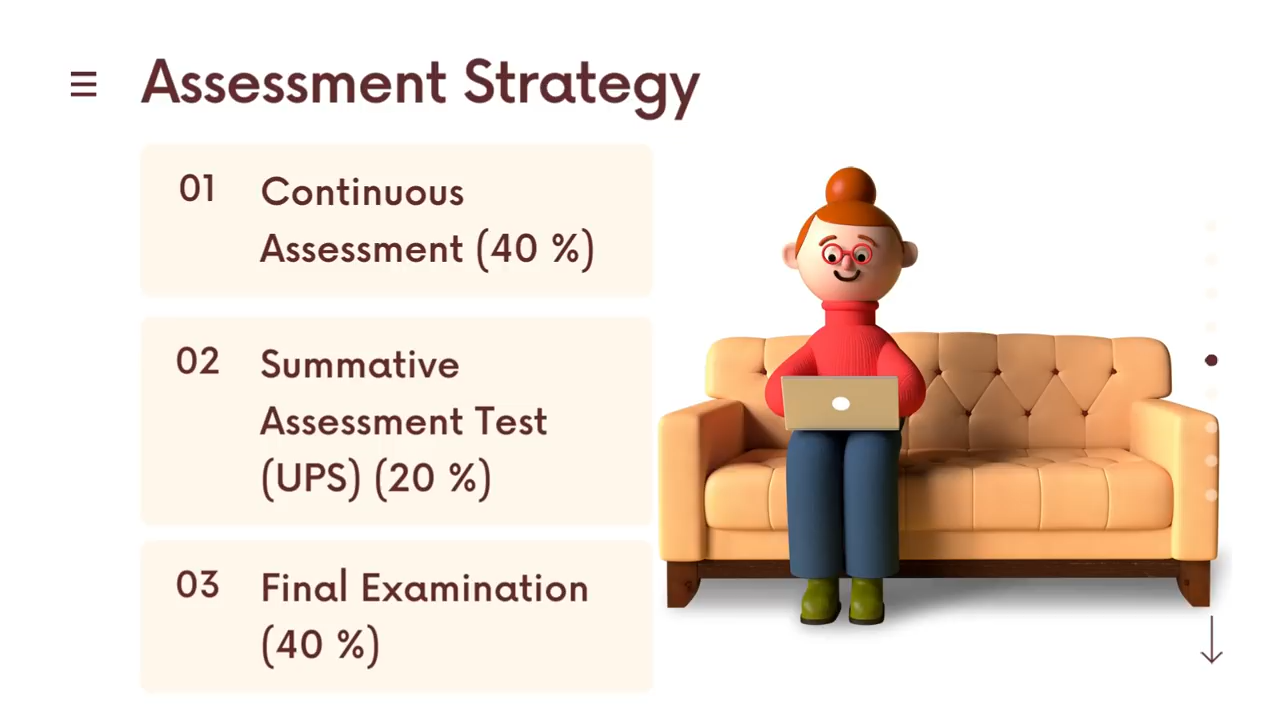 Assessment Strategy
01
Continuous
Assessment (40 %)
02
Summative
Assessment Test
(UPS) (20 %)
03
Final Examination
(40 %)